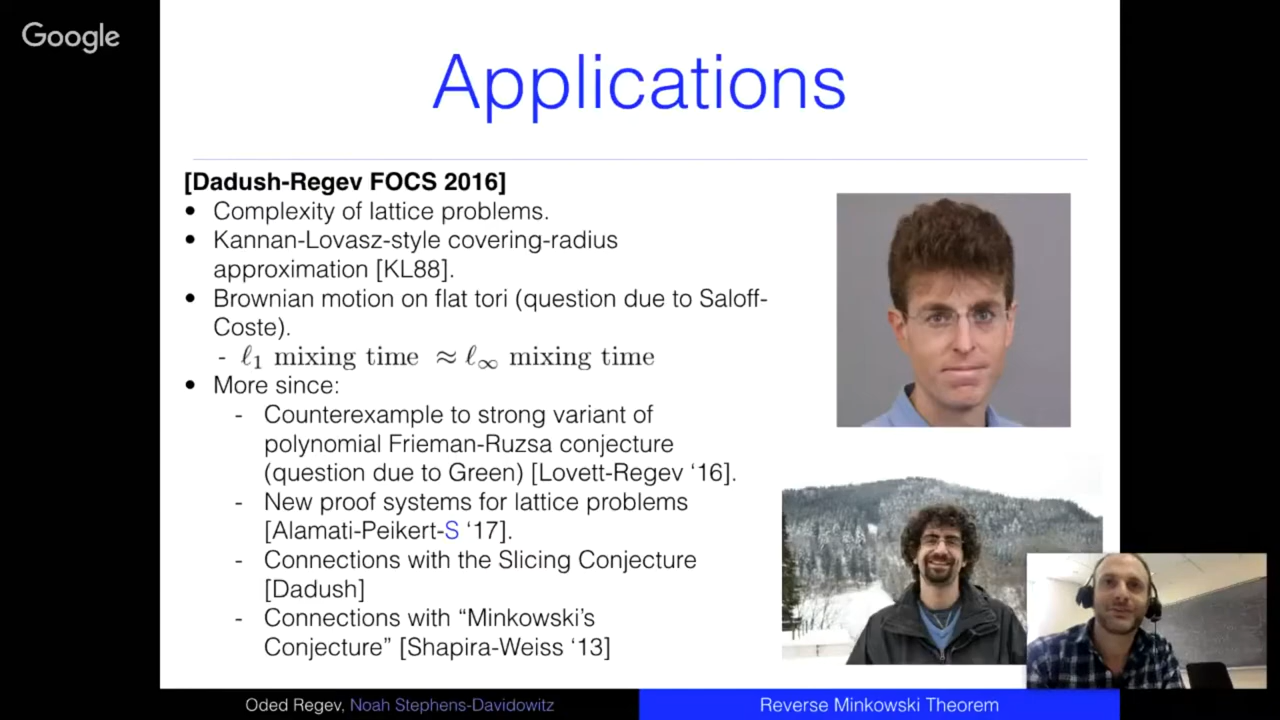 Google
Applications
[Dadush-Regev FOCS 2016]
• Complexity of lattice problems.
• Kannan-Lovasz-style covering-radius
approximation [KL88].
• Brownian motion on flat tori (question due to Saloff-
Coste).
- ℓ₁ mixing time ≈ ℓ∞ mixing time
• More since:
- Counterexample to strong variant of
polynomial Frieman-Ruzsa conjecture
(question due to Green) [Lovett-Regev ‘16].
- New proof systems for lattice problems
[Alamati-Peikert-S ‘17].
- Connections with the Slicing Conjecture
[Dadush]
- Connections with “Minkowski’s
Conjecture” [Shapira-Weiss ‘13]
Oded Regev, Noah Stephens-Davidowitz
Reverse Minkowski Theorem